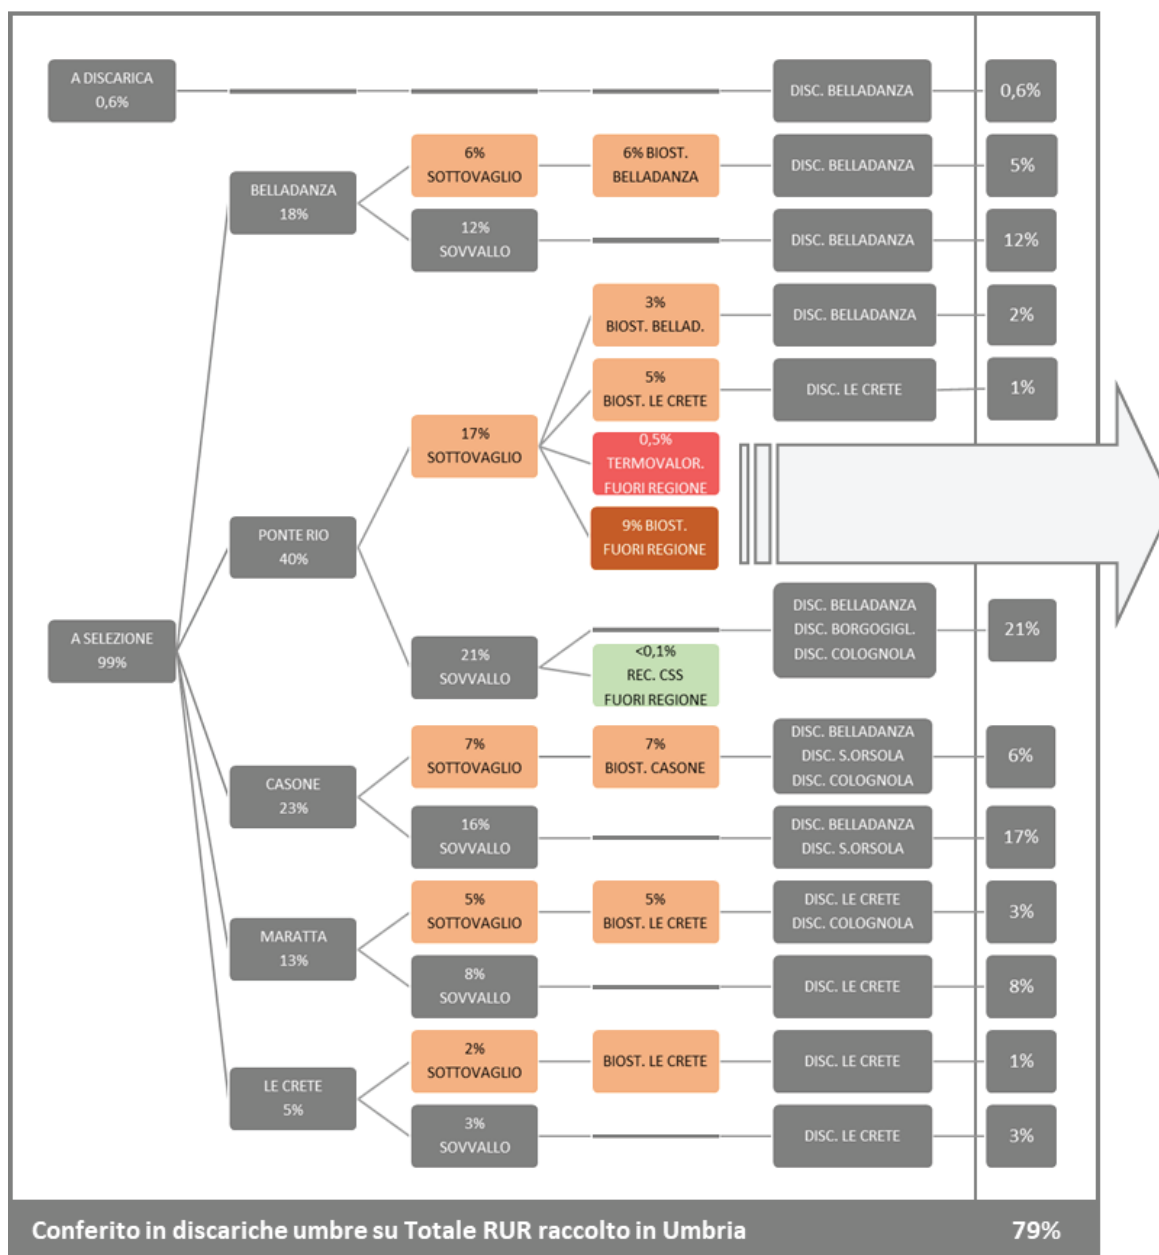 A DISCARICA
0,6%
DISC. BELLADANZA
0,6%
6%
SOTTOVAGLIO
6% BIOST.
BELLADANZA
DISC. BELLADANZA
5%
BELLADANZA
18%
12%
SOVVALLO
DISC. BELLADANZA
12%
3%
BIOST. BELLAD.
DISC. BELLADANZA
2%
5%
BIOST. LE CRETE
DISC. LE CRETE
1%
17%
SOTTOVAGLIO
0,5%
TERMOVALOR.
FUORI REGIONE
9% BIOST.
FUORI REGIONE
PONTE RIO
40%
A SELEZIONE
99%
21%
SOVVALLO
<0,1%
REC. CSS
FUORI REGIONE
DISC. BELLADANZA
DISC. BORGOGIGL.
DISC. COLOGNOLA
21%
7%
SOTTOVAGLIO
7%
BIOST. CASONE
DISC. BELLADANZA
DISC. S.ORSOLA
DISC. COLOGNOLA
6%
CASONE
23%
16%
SOVVALLO
DISC. BELLADANZA
DISC. S.ORSOLA
17%
5%
SOTTOVAGLIO
5%
BIOST. LE CRETE
DISC. LE CRETE
DISC. COLOGNOLA
3%
MARATTA
13%
8%
SOVVALLO
DISC. LE CRETE
8%
2%
SOTTOVAGLIO
BIOST. LE CRETE
DISC. LE CRETE
1%
LE CRETE
5%
3%
SOVVALLO
DISC. LE CRETE
3%
Conferito in discariche umbre su Totale RUR raccolto in Umbria 79%